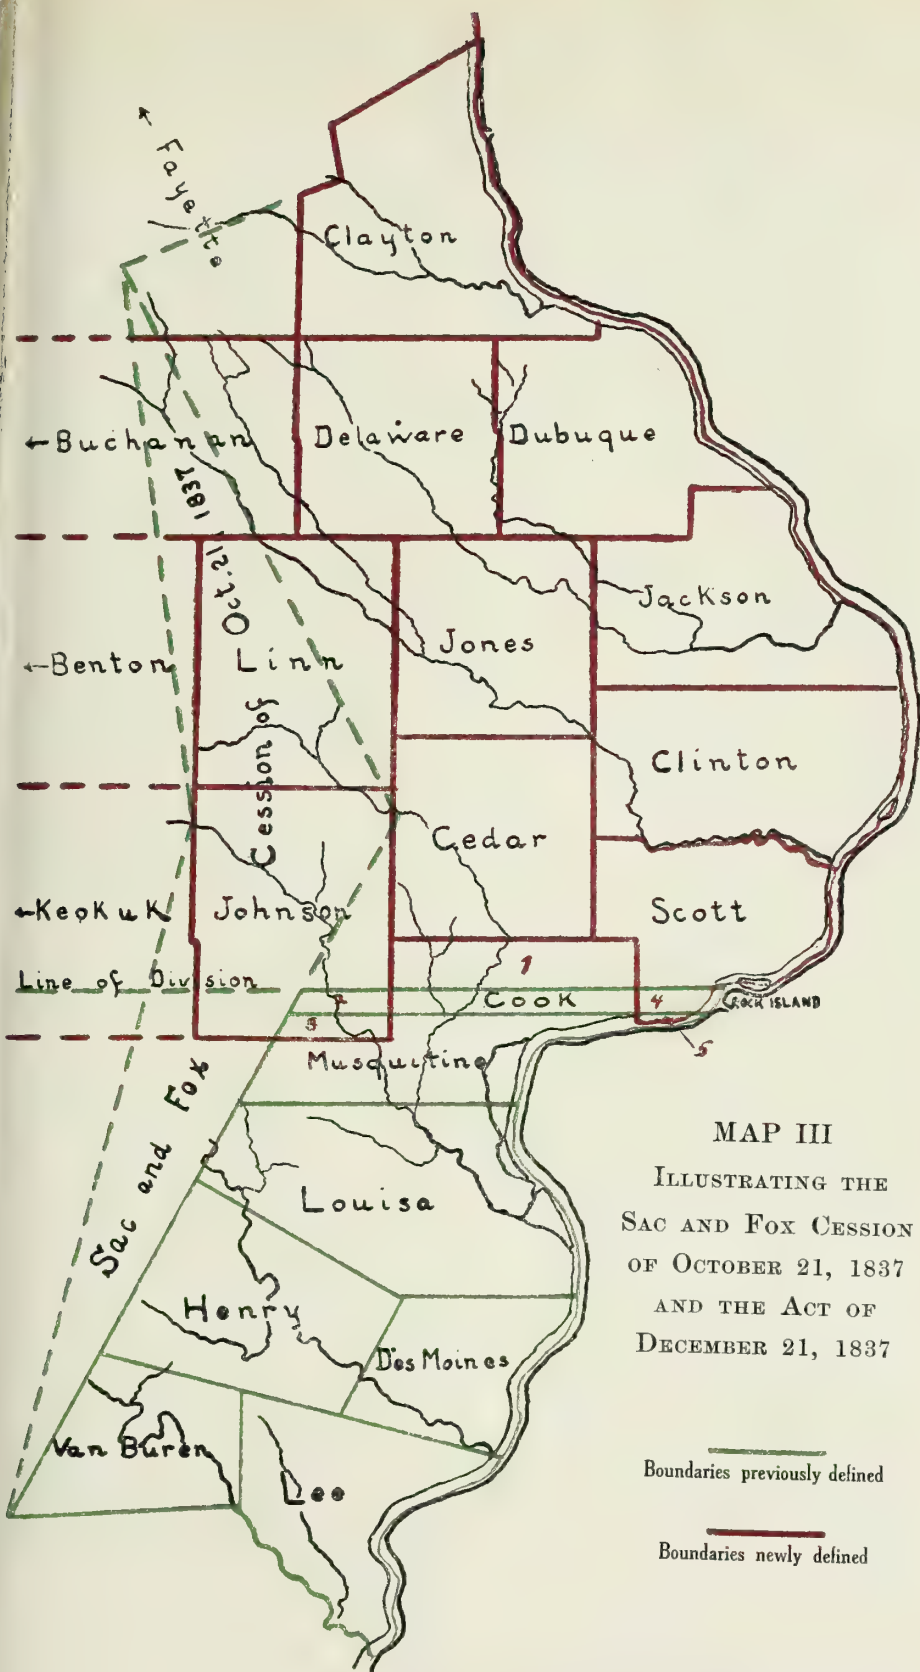 Fayette
Clayton
←Buchanan
Delaware
Dubuque
Jackson
←Benton
Linn
Jones
Clinton
Cedar
←Keokuk
Johnson
Scott
Cession of Oct. 21 1837
Line of Division
1
2
Cook
4
ROCK ISLAND
3
5
Musquitine
Sac and Fox
Louisa
Henry
Des Moines
Van Buren
Lee
MAP III
ILLUSTRATING THE
SAC AND FOX CESSION
OF OCTOBER 21, 1837
AND THE ACT OF
DECEMBER 21, 1837
Boundaries previously defined
Boundaries newly defined